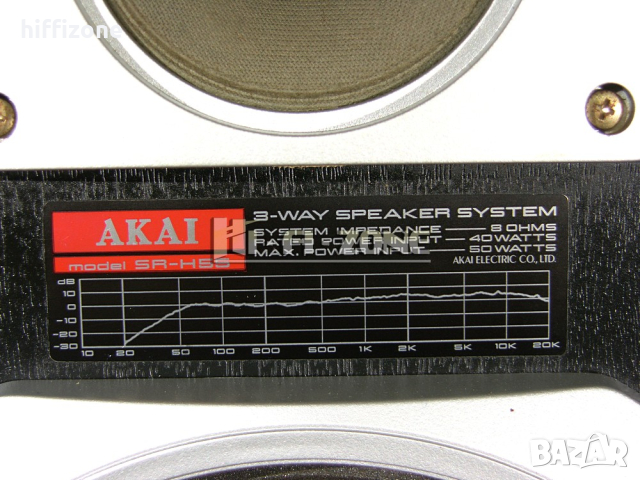 hiffizone
AKAI
model SR-H55
3-WAY SPEAKER SYSTEM
SYSTEM IMPEDANCE 8 OHMS
RATED POWER INPUT 40 WATTS
MAX. POWER INPUT 50 WATTS
AKAI ELECTRIC CO., LTD.
dB
10
0
-10
-20
-30
10 20 50 100 200 500 1K 2K 5K 10K 20K
BAZAR
bg